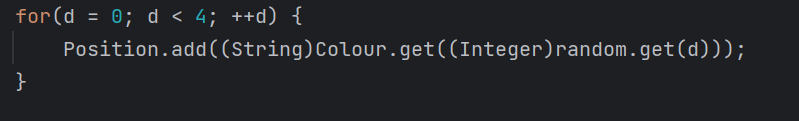 for(d = 0; d < 4; ++d) {
    Position.add((String)Colour.get((Integer)random.get(d)));
}